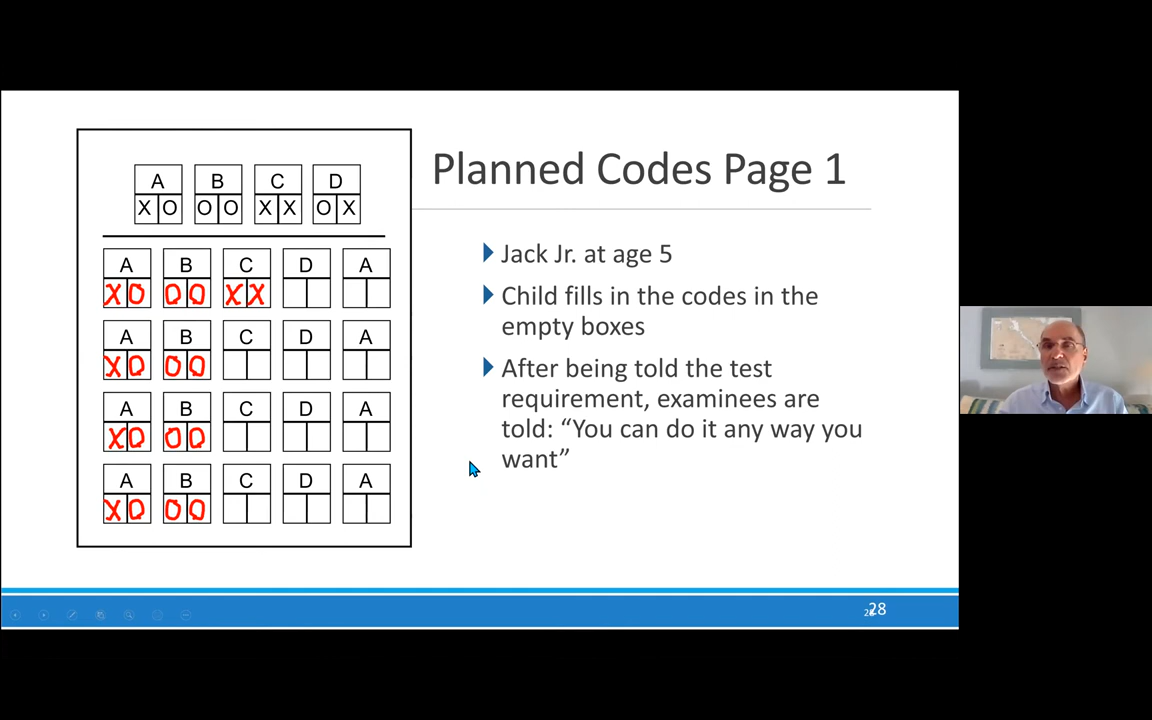 Planned Codes Page 1
A B C D
X O O O X X O X
A B C D A
X O O O X X
A B C D A
X O O O
A B C D A
X O O O
A B C D A
X O O O
Jack Jr. at age 5
Child fills in the codes in the
empty boxes
After being told the test
requirement, examinees are
told: “You can do it any way you
want”
28